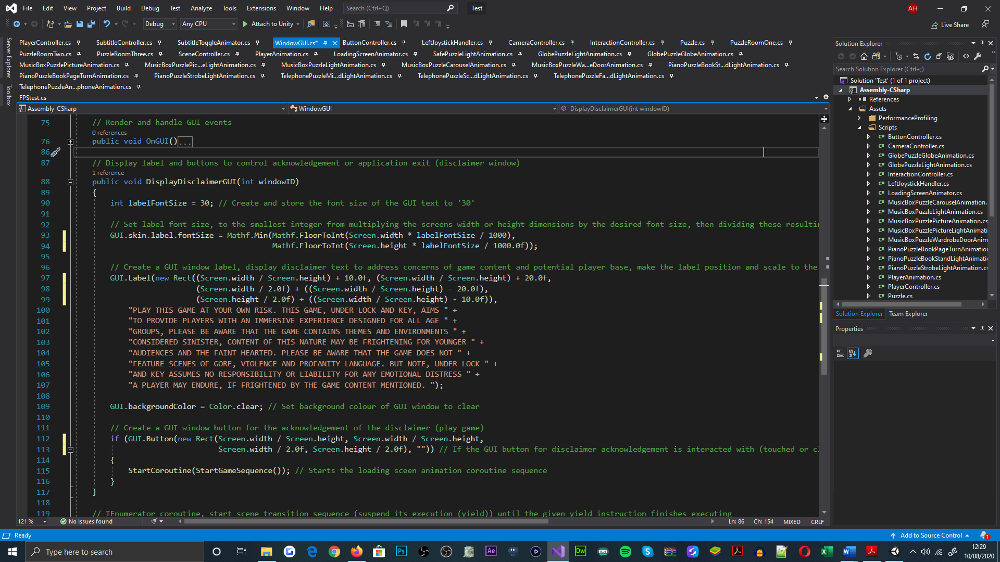 File Edit View Project Build Debug Test Analyze Tools Extensions Window Help Search (Ctrl+Q) Test AH
Debug Any CPU Attach to Unity Live Share
Server Explorer
Toolbox
PlayerController.cs SubtitleController.cs SubtitleToggleAnimator.cs WindowGUI.cs* ButtonController.cs LeftJoystickHandler.cs CameraController.cs InteractionController.cs Puzzle.cs PuzzleRoomOne.cs
PuzzleRoomTwo.cs PuzzleRoomThree.cs SceneController.cs PlayerAnimation.cs LoadingScreenAnimator.cs SafePuzzleLightAnimation.cs GlobePuzzleLightAnimation.cs GlobePuzzleGlobeAnimation.cs
MusicBoxPuzzlePictureAnimation.cs MusicBoxPuzzlePic...eLightAnimation.cs MusicBoxPuzzleLightAnimation.cs MusicBoxPuzzleCarouselAnimation.cs MusicBoxPuzzleWa...eDoorAnimation.cs PianoPuzzleBookSt...dLightAnimation.cs
PianoPuzzleBookPageTurnAnimation.cs PianoPuzzleStrobeLightAnimation.cs TelephonePuzzleMi...dLightAnimation.cs TelephonePuzzleSc...dLightAnimation.cs TelephonePuzzleFa...dLightAnimation.cs
TelephonePuzzleAn...phoneAnimation.cs
FPStest.cs
Assembly-CSharp WindowGUI DisplayDisclaimerGUI(int windowID)
75 // Render and handle GUI events
0 references
76 public void OnGUI()...
86
87 // Display label and buttons to control acknowledgement or application exit (disclaimer window)
1 reference
88 public void DisplayDisclaimerGUI(int windowID)
89 {
90 int labelFontSize = 30; // Create and store the font size of the GUI text to '30'
91
92 // Set label font size, to the smallest integer from multiplying the screens width or height dimensions by the desired font size, then dividing these resultin
93 GUI.skin.label.fontSize = Mathf.Min(Mathf.FloorToInt(Screen.width * labelFontSize / 1000),
94 Mathf.FloorToInt(Screen.height * labelFontSize / 1000.0f));
95
96 // Create a GUI window label, display disclaimer text to address concerns of game content and potential player base, make the label position and scale to the
97 GUI.Label(new Rect((Screen.width / Screen.height) + 10.0f, (Screen.width / Screen.height) + 20.0f,
98 (Screen.width / 2.0f) + ((Screen.width / Screen.height) - 20.0f),
99 (Screen.height / 2.0f) + ((Screen.width / Screen.height) - 10.0f)),
100 "PLAY THIS GAME AT YOUR OWN RISK. THIS GAME, UNDER LOCK AND KEY, AIMS " +
101 "TO PROVIDE PLAYERS WITH AN IMMERSIVE EXPERIENCE DESIGNED FOR ALL AGE " +
102 "GROUPS, PLEASE BE AWARE THAT THE GAME CONTAINS THEMES AND ENVIRONMENTS " +
103 "CONSIDERED SINISTER, CONTENT OF THIS NATURE MAY BE FRIGHTENING FOR YOUNGER " +
104 "AUDIENCES AND THE FAINT HEARTED. PLEASE BE AWARE THAT THE GAME DOES NOT " +
105 "FEATURE SCENES OF GORE, VIOLENCE AND PROFANITY LANGUAGE. BUT NOTE, UNDER LOCK " +
106 "AND KEY ASSUMES NO RESPONSIBILITY OR LIABILITY FOR ANY EMOTIONAL DISTRESS " +
107 "A PLAYER MAY ENDURE, IF FRIGHTENED BY THE GAME CONTENT MENTIONED. ");
108
109 GUI.backgroundColor = Color.clear; // Set background colour of GUI window to clear
110
111 // Create a GUI window button for the acknowledgement of the disclaimer (play game)
112 if (GUI.Button(new Rect(Screen.width / Screen.height, Screen.width / Screen.height,
113 Screen.width / 2.0f, Screen.height / 2.0f), "")) // If the GUI button for disclaimer acknowledgement is interacted with (touched or cl
114 {
115 StartCoroutine(StartGameSequence()); // Starts the loading sceen animation coroutine sequence
116 }
117 }
118
119 // IEnumerator coroutine, start scene transition sequence (suspend its execution (yield)) until the given yield instruction finishes executing
121 % No issues found Ln: 86 Ch: 154 MIXED CRLF
Solution Explorer
Search Solution Explorer (Ctrl+;)
Solution 'Test' (1 of 1 project)
Assembly-CSharp
References
Assets
PerformanceProfiling
Scripts
C# ButtonController.cs
C# CameraController.cs
C# GlobePuzzleGlobeAnimation.cs
C# GlobePuzzleLightAnimation.cs
C# InteractionController.cs
C# LeftJoystickHandler.cs
C# LoadingScreenAnimator.cs
C# MusicBoxPuzzleCarouselAnimation.
C# MusicBoxPuzzleLightAnimation.cs
C# MusicBoxPuzzlePictureAnimation.cs
C# MusicBoxPuzzlePictureLightAnimati
C# MusicBoxPuzzleWardrobeDoorAnim
C# PianoPuzzleBookPageTurnAnimation
C# PianoPuzzleBookStandLightAnimati
C# PianoPuzzleStrobeLightAnimation.cs
C# PlayerAnimation.cs
C# PlayerController.cs
C# Puzzle.cs
Solution Explorer Team Explorer
Properties
Ready Add to Source Control 1
Type here to search Ps Ae Dw 12:29
10/08/2020